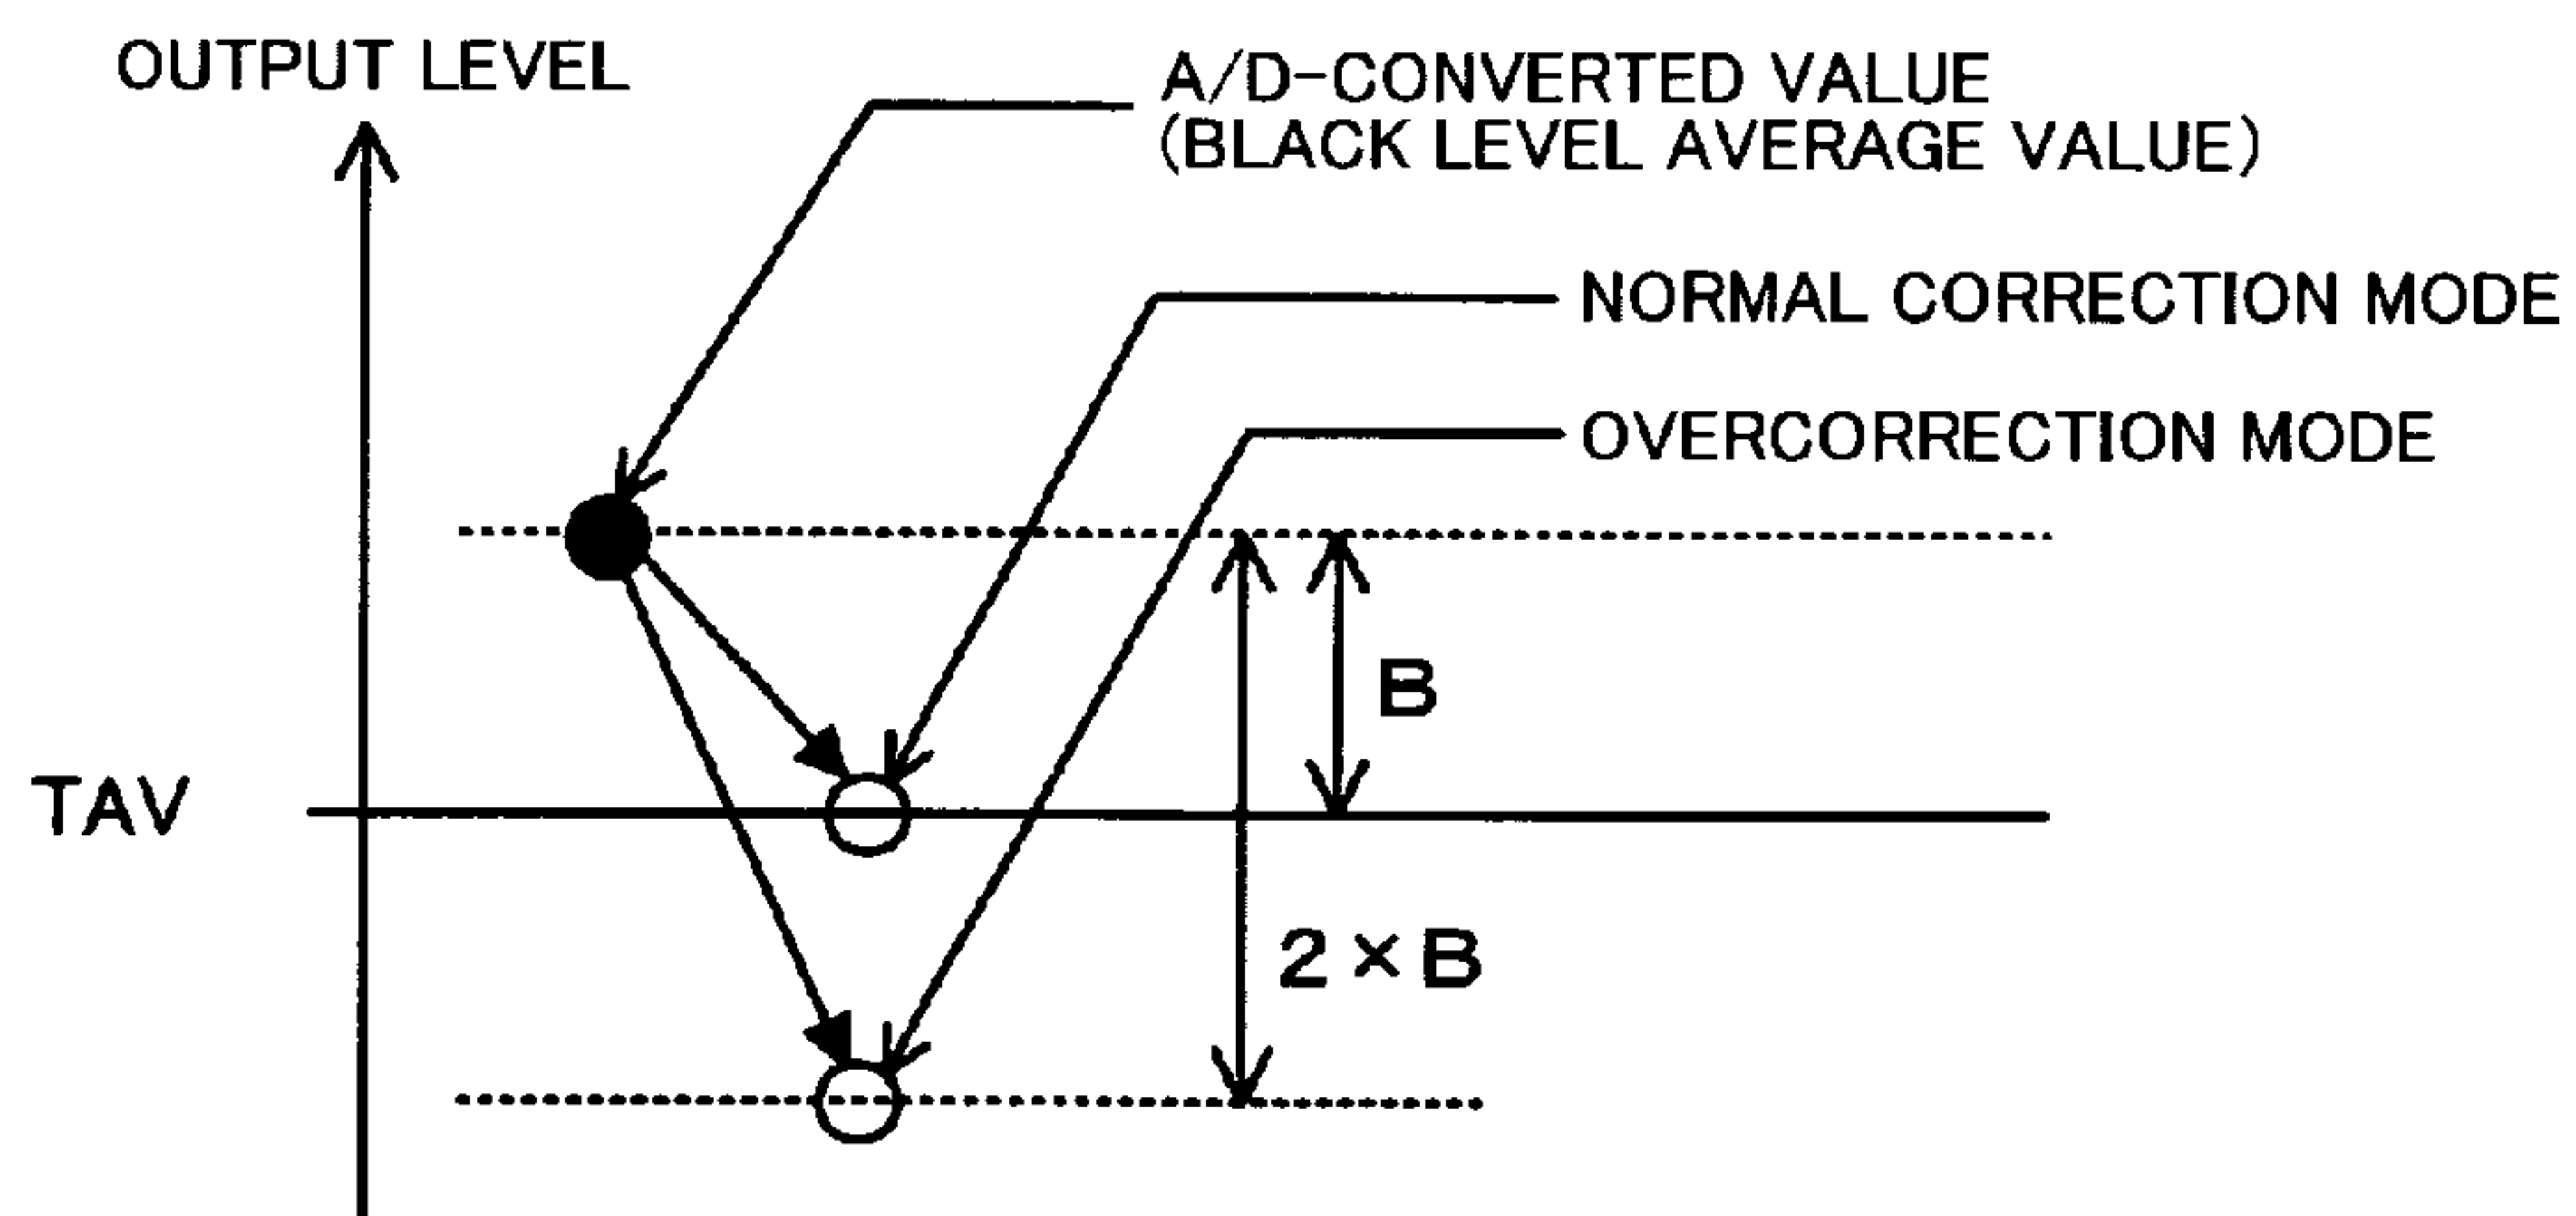 OUTPUT LEVEL
A/D-CONVERTED VALUE
(BLACK LEVEL AVERAGE VALUE)
NORMAL CORRECTION MODE
OVERCORRECTION MODE
B
TAV
2×B